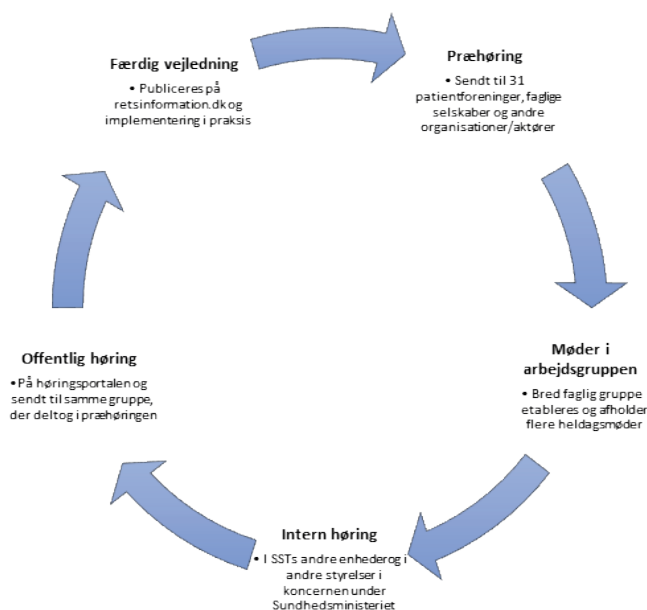 Færdig vejledning
• Publiceres på
retsinformation.dk og
implementering i praksis
Præhøring
• Sendt til 31
patientforeninger, faglige
selskaber og andre
organisationer/aktører
Møder i
arbejdsgruppen
• Bred faglig gruppe
etableres og afholder
flere heldagsmøder
Intern høring
• I SSTs andre enheder og i
andre styrelser i
koncernen under
Sundhedsministeriet
Offentlig høring
• På høringsportalen og
sendt til samme gruppe,
der deltog i præhøringen